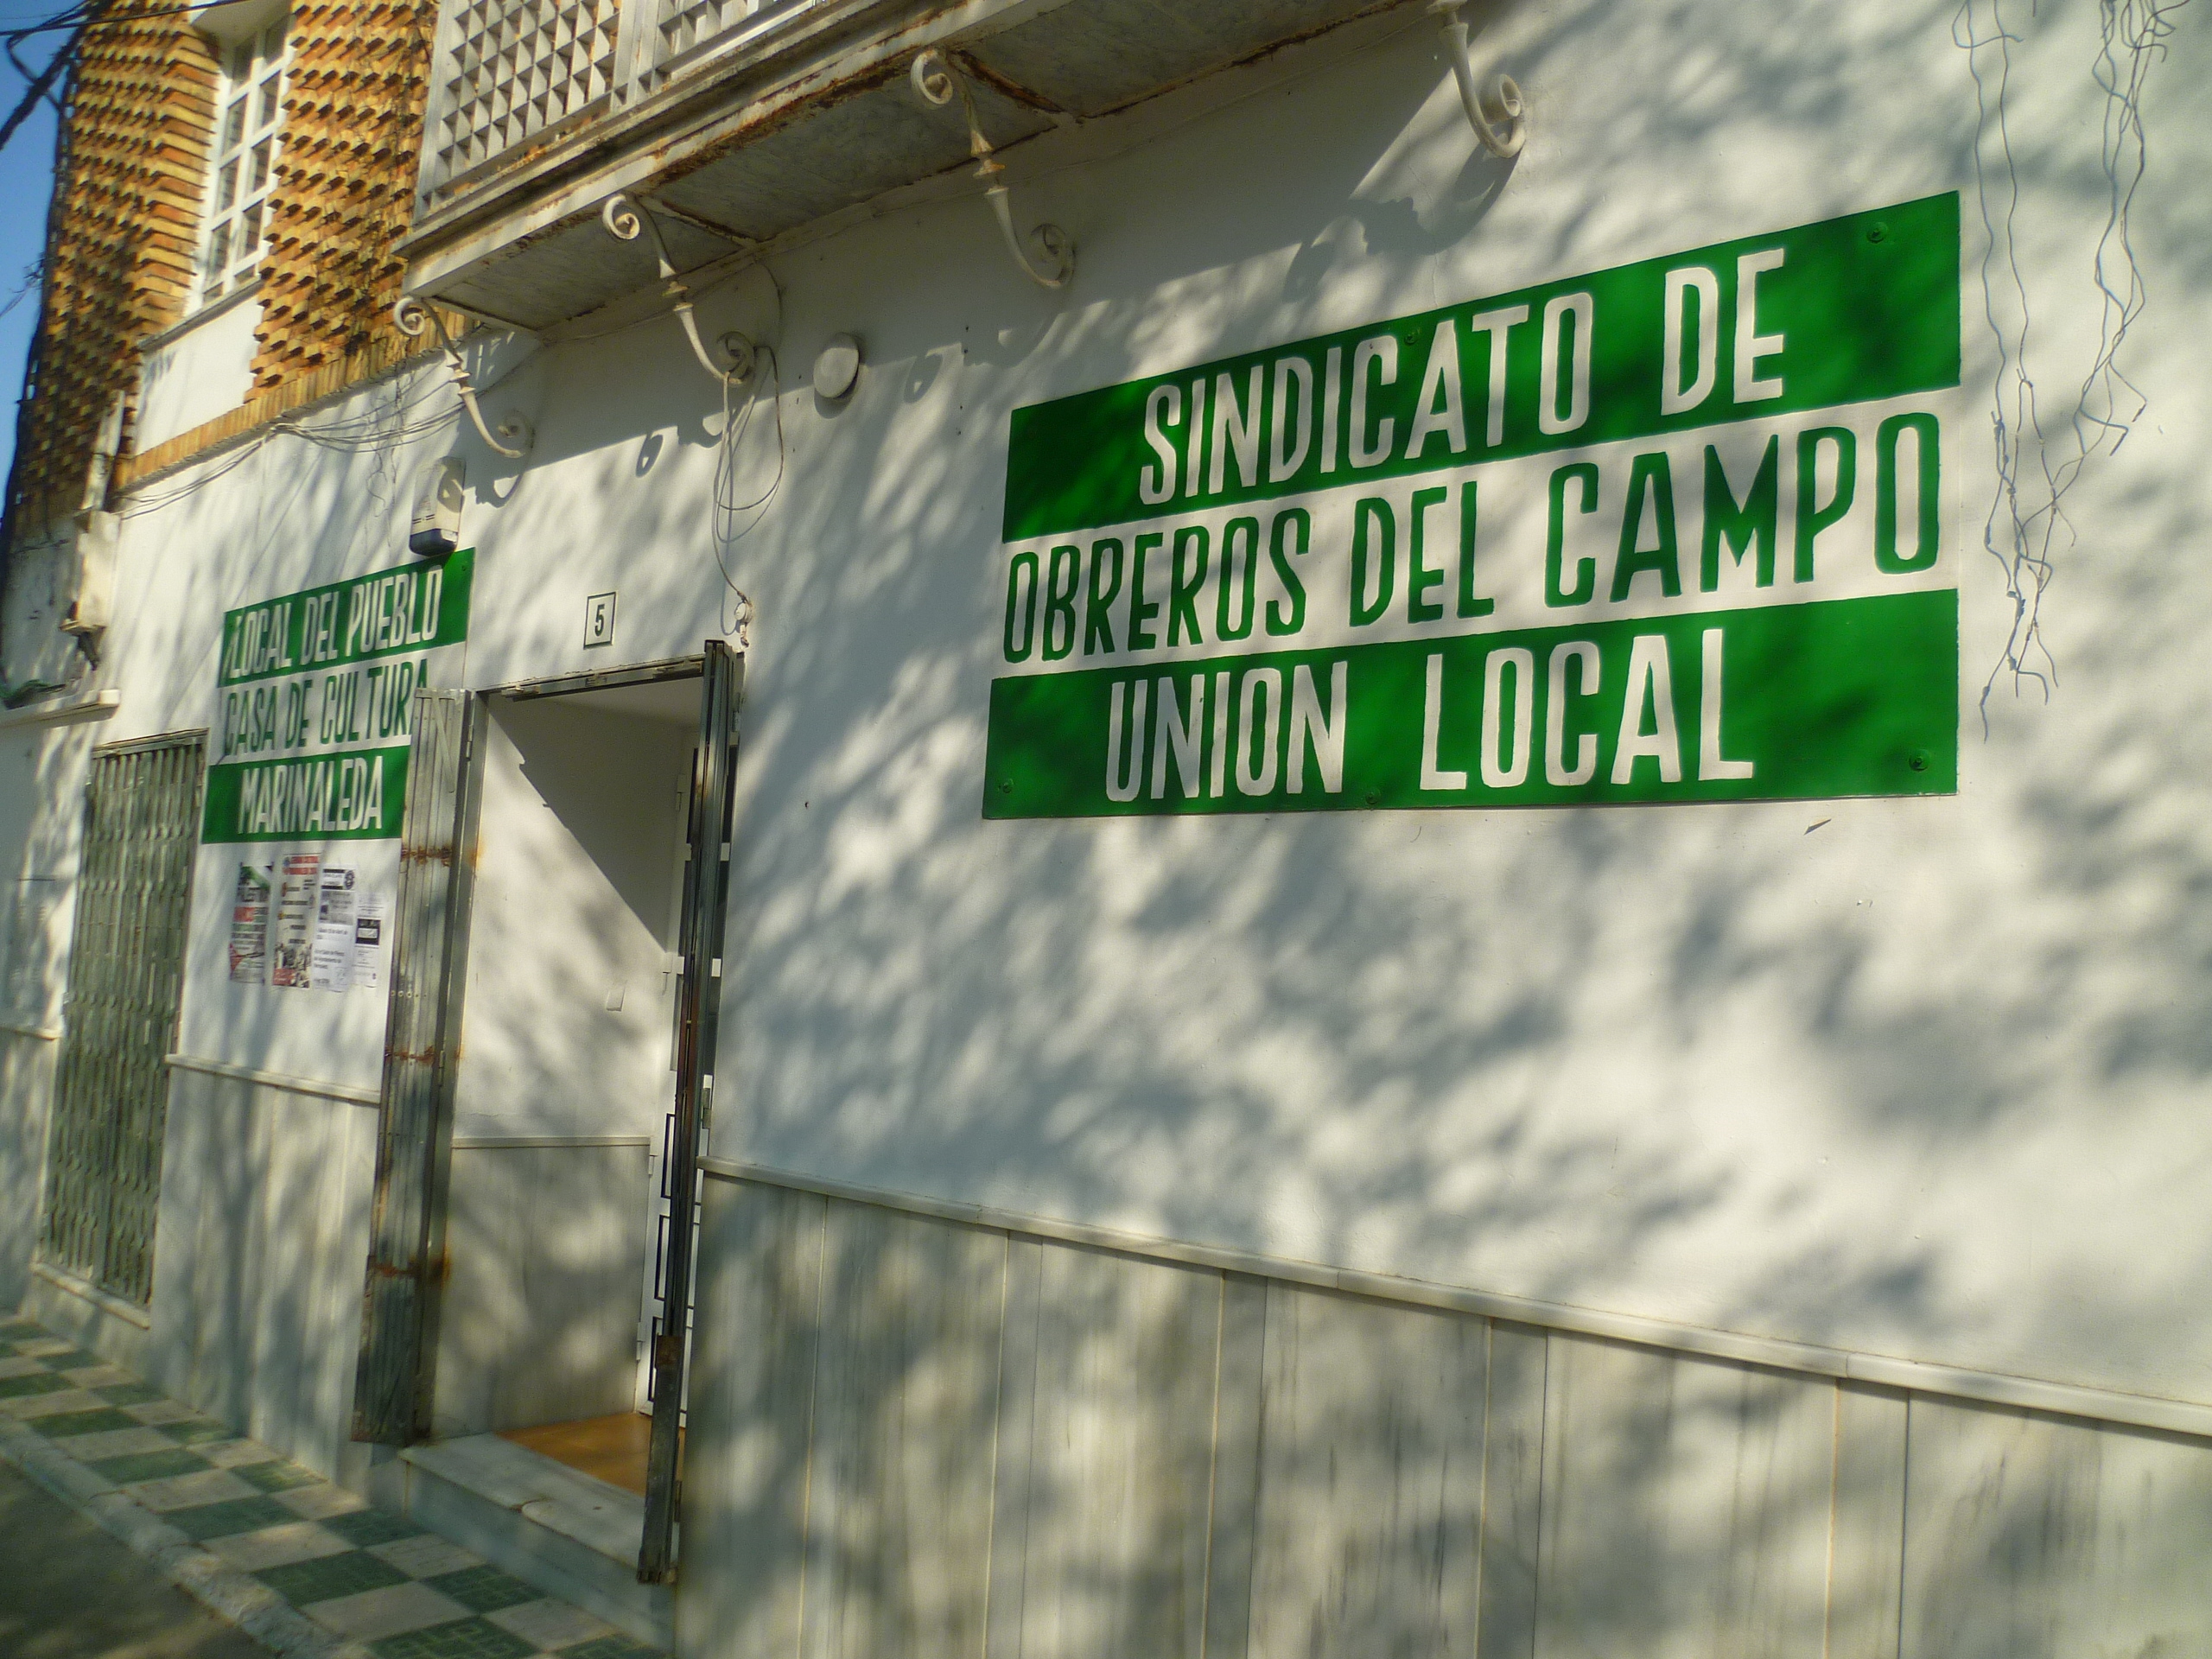 SINDICATO DE
OBREROS DEL CAMPO
UNION LOCAL
LOCAL DEL PUEBLO
CASA DE CULTURA
MARINALEDA
5